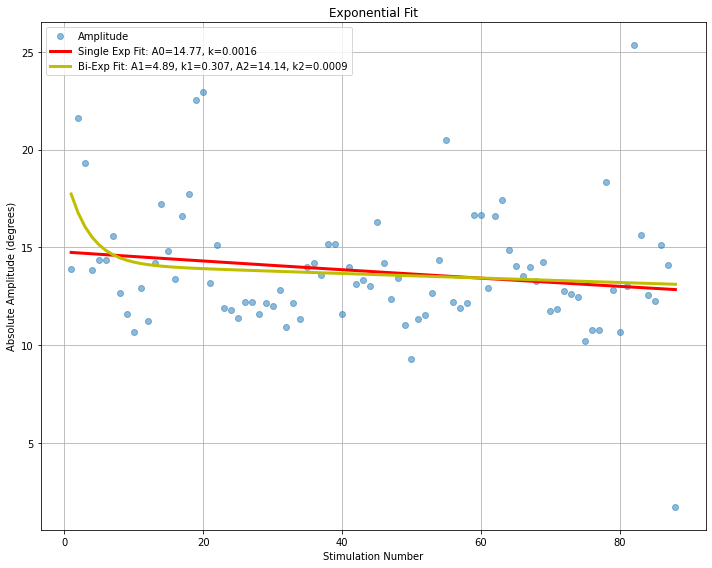 Exponential Fit
Amplitude
Single Exp Fit: A0=14.77, k=0.0016
Bi-Exp Fit: A1=4.89, k1=0.307, A2=14.14, k2=0.0009
25
20
15
10
5
Absolute Amplitude (degrees)
0 20 40 60 80
Stimulation Number